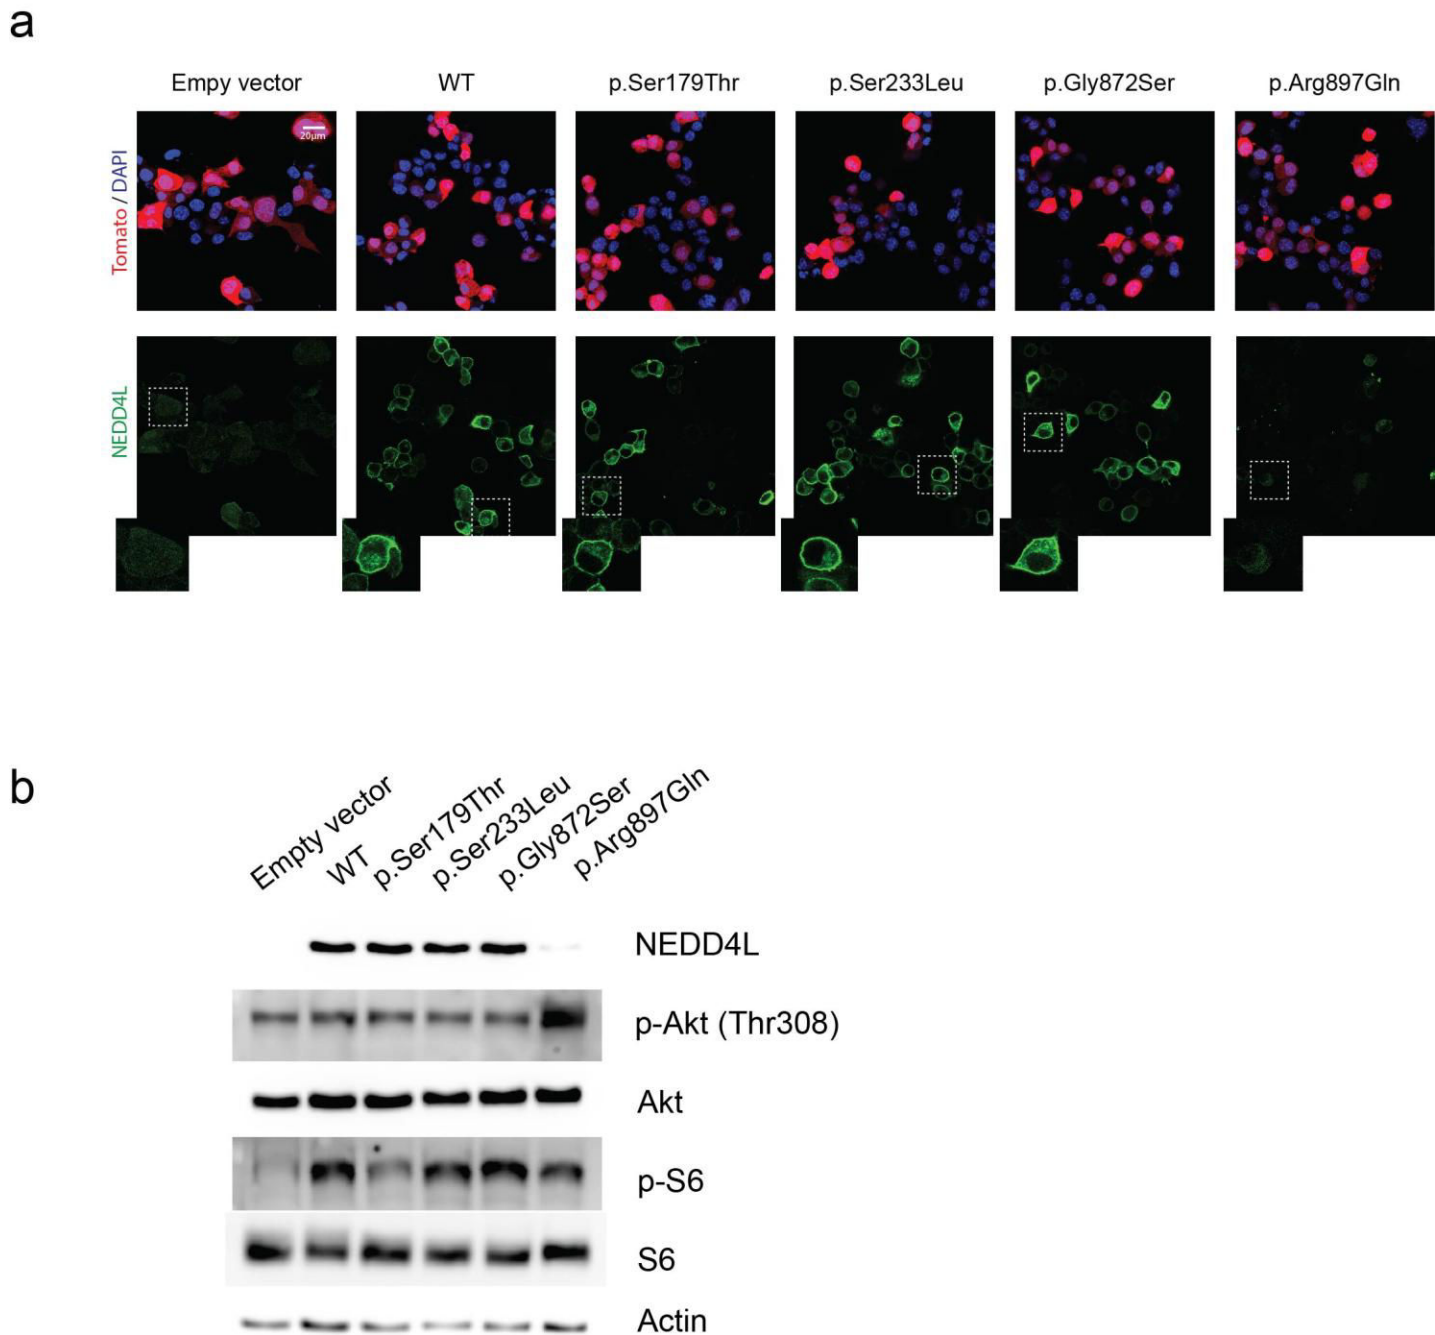 a
Empy vector
WT
p.Ser179Thr
p.Ser233Leu
p.Gly872Ser
p.Arg897Gln
Tomato / DAPI
20μm
NEDD4L
b
Empty vector
WT
p.Ser179Thr
p.Ser233Leu
p.Gly872Ser
p.Arg897Gln
NEDD4L
p-Akt (Thr308)
Akt
p-S6
S6
Actin